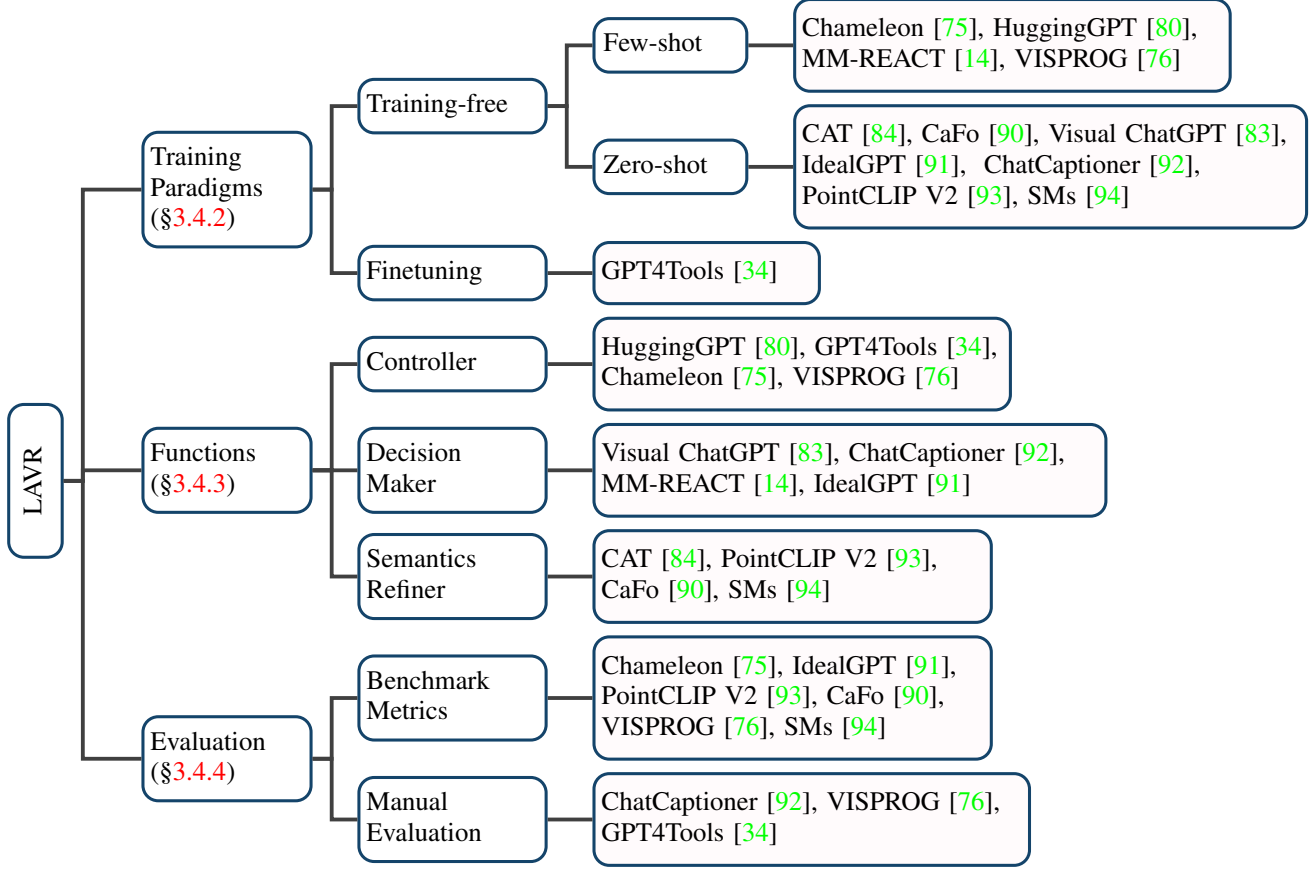 LAVR
Training
Paradigms
(§3.4.2)
Training-free
Few-shot
Chameleon [75], HuggingGPT [80],
MM-REACT [14], VISPROG [76]
Zero-shot
CAT [84], CaFo [90], Visual ChatGPT [83],
IdealGPT [91], ChatCaptioner [92],
PointCLIP V2 [93], SMs [94]
Finetuning
GPT4Tools [34]
Functions
(§3.4.3)
Controller
HuggingGPT [80], GPT4Tools [34],
Chameleon [75], VISPROG [76]
Decision
Maker
Visual ChatGPT [83], ChatCaptioner [92],
MM-REACT [14], IdealGPT [91]
Semantics
Refiner
CAT [84], PointCLIP V2 [93],
CaFo [90], SMs [94]
Evaluation
(§3.4.4)
Benchmark
Metrics
Chameleon [75], IdealGPT [91],
PointCLIP V2 [93], CaFo [90],
VISPROG [76], SMs [94]
Manual
Evaluation
ChatCaptioner [92], VISPROG [76],
GPT4Tools [34]